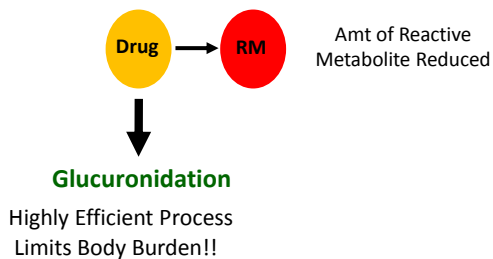 Drug
RM
Amt of Reactive
Metabolite Reduced
Glucuronidation
Highly Efficient Process
Limits Body Burden!!